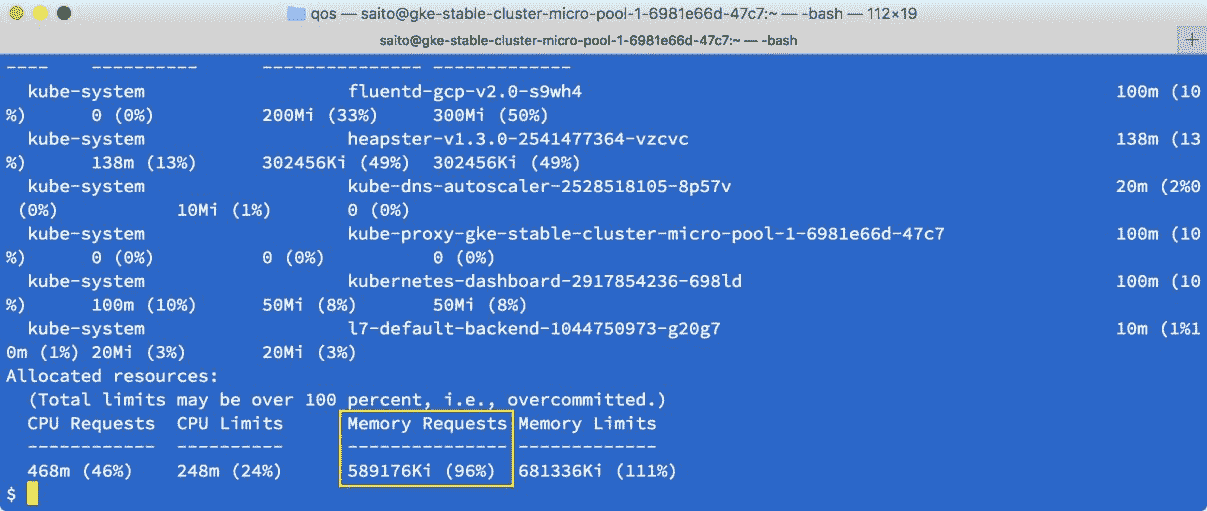 qos — saito@gke-stable-cluster-micro-pool-1-6981e66d-47c7:~ — -bash — 112×19
saito@gke-stable-cluster-micro-pool-1-6981e66d-47c7:~ — -bash
+
---- ---------- --------------- -------------
kube-system fluentd-gcp-v2.0-s9wh4 100m (10
%) 0 (0%) 200Mi (33%) 300Mi (50%)
kube-system heapster-v1.3.0-2541477364-vzcvc 138m (13
%) 138m (13%) 302456Ki (49%) 302456Ki (49%)
kube-system kube-dns-autoscaler-2528518105-8p57v 20m (2%0
(0%) 10Mi (1%) 0 (0%)
kube-system kube-proxy-gke-stable-cluster-micro-pool-1-6981e66d-47c7 100m (10
%) 0 (0%) 0 (0%) 0 (0%)
kube-system kubernetes-dashboard-2917854236-698ld 100m (10
%) 100m (10%) 50Mi (8%) 50Mi (8%)
kube-system l7-default-backend-1044750973-g20g7 10m (1%1
0m (1%) 20Mi (3%) 20Mi (3%)
Allocated resources:
(Total limits may be over 100 percent, i.e., overcommitted.)
CPU Requests CPU Limits Memory Requests Memory Limits
------------ ---------- --------------- -------------
468m (46%) 248m (24%) 589176Ki (96%) 681336Ki (111%)
$